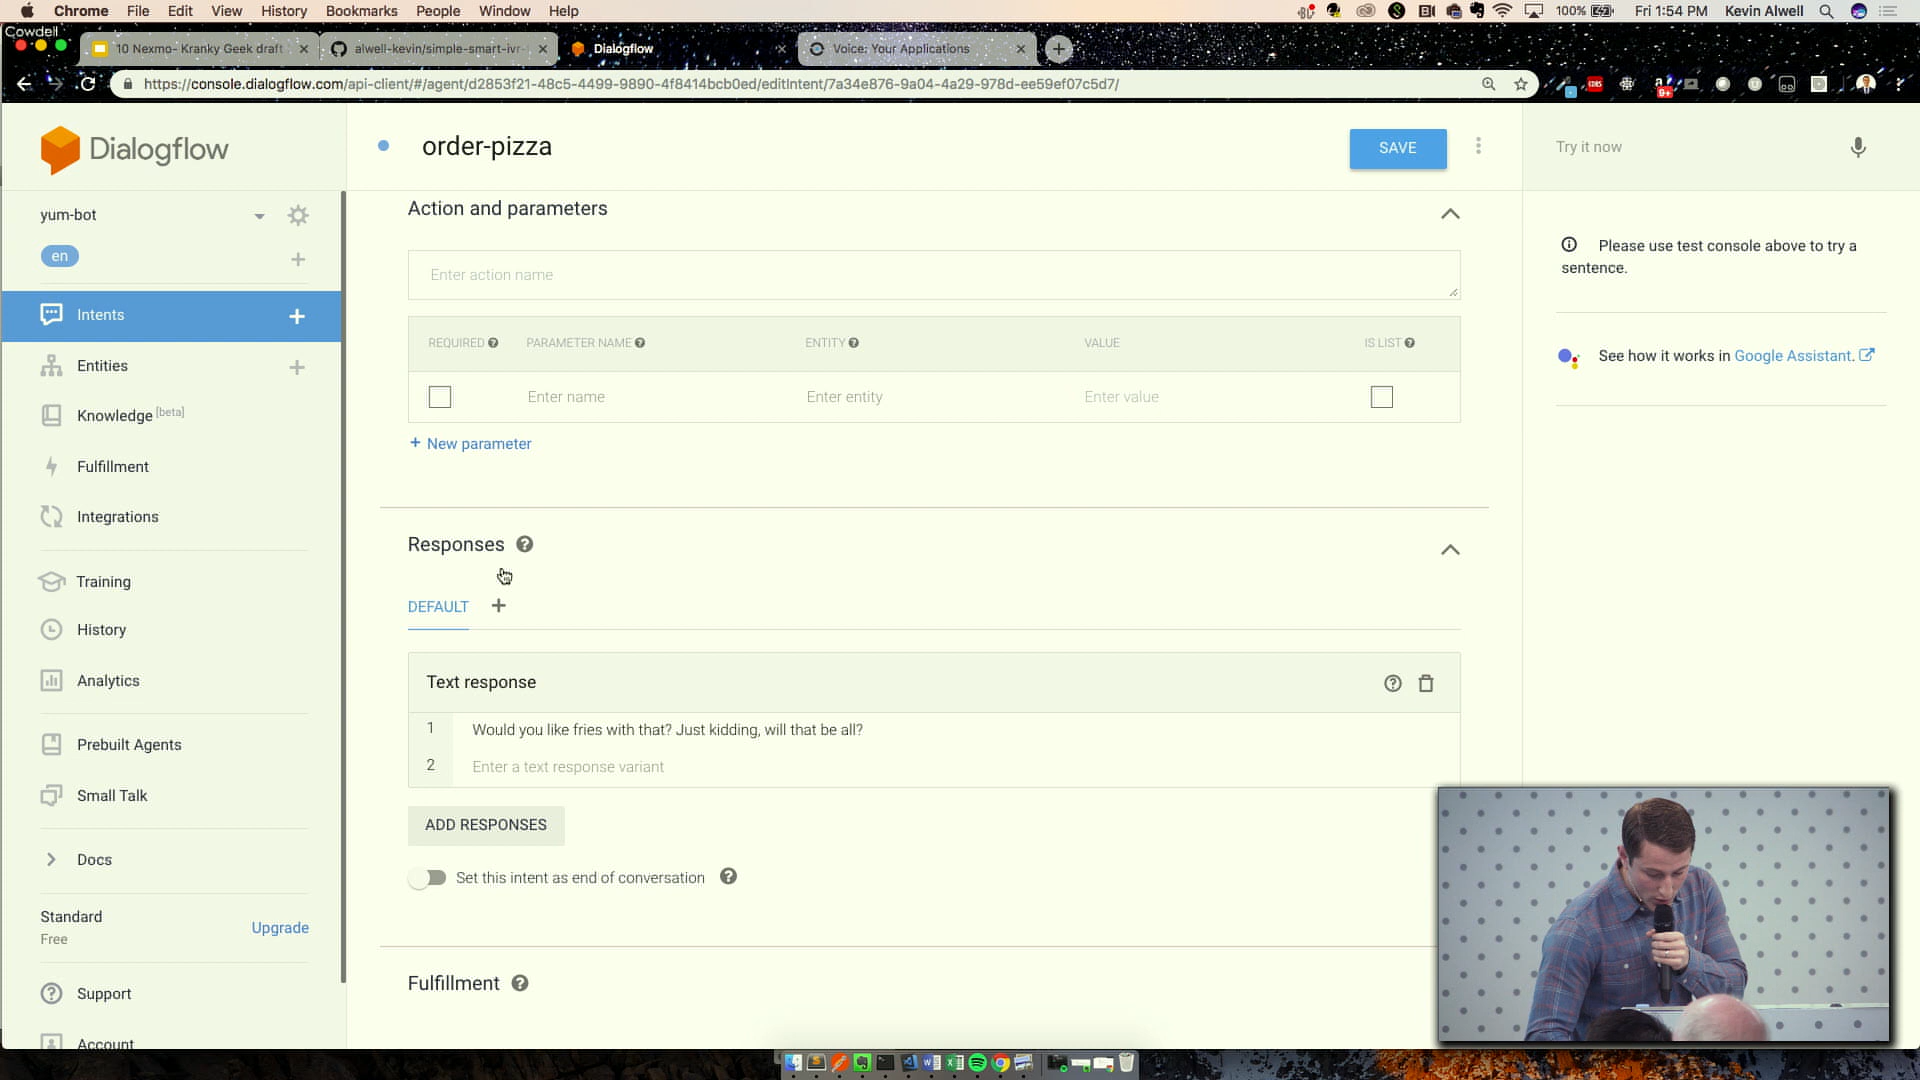 Chrome File Edit View History Bookmarks People Window Help
100% Fri 1:54 PM Kevin Alwell
Cowdell
10 Nexmo- Kranky Geek draft
alwell-kevin/simple-smart-ivr-
Dialogflow
Voice: Your Applications
https://console.dialogflow.com/api-client/#/agent/d2853f21-48c5-4499-9890-4f8414bcb0ed/editIntent/7a34e876-9a04-4a29-978d-ee59ef07c5d7/
9+
Dialogflow
yum-bot
en
Intents
Entities
Knowledge [beta]
Fulfillment
Integrations
Training
History
Analytics
Prebuilt Agents
Small Talk
Docs
Standard
Free
Upgrade
Support
Account
order-pizza
SAVE
Action and parameters
Enter action name
REQUIRED PARAMETER NAME ENTITY VALUE IS LIST
Enter name Enter entity Enter value
+ New parameter
Responses
DEFAULT +
Text response
1 Would you like fries with that? Just kidding, will that be all?
2 Enter a text response variant
ADD RESPONSES
Set this intent as end of conversation
Fulfillment
Try it now
Please use test console above to try a
sentence.
See how it works in Google Assistant.